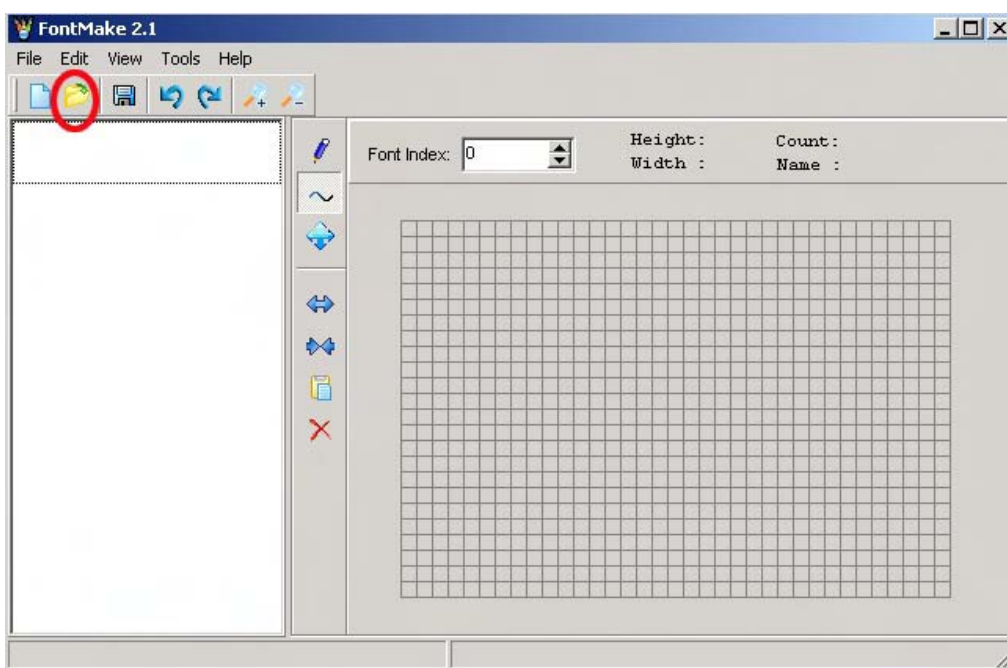 FontMake 2.1
File Edit View Tools Help
Font Index: 0
Height: Count:
Width : Name :